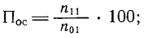 Пос = n11 / n01 · 100;